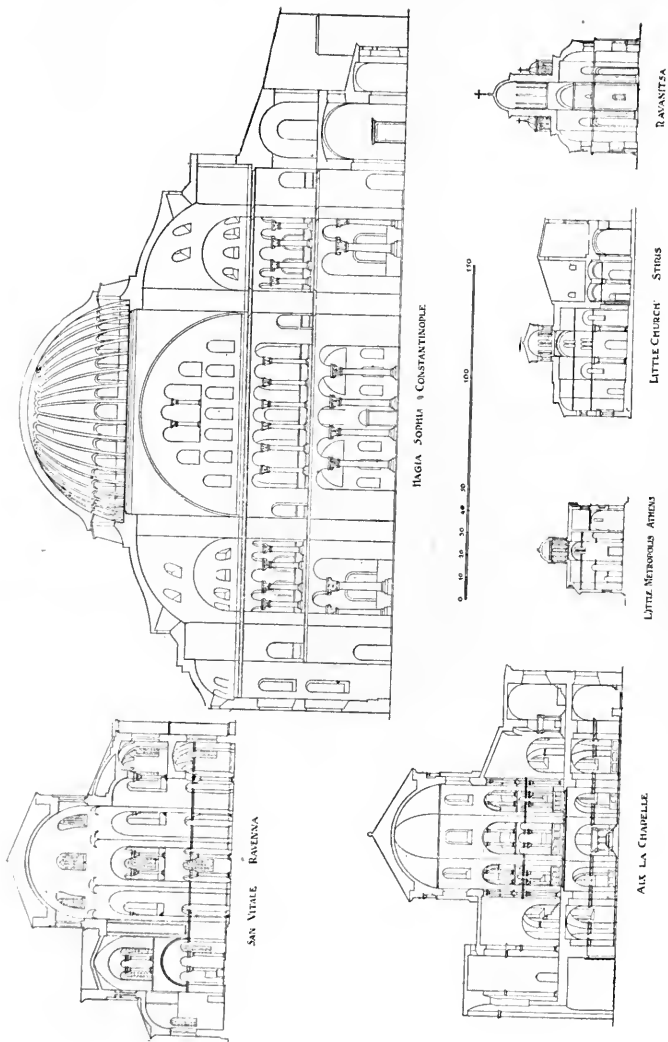 SAN VITALE RAVENNA
HAGIA SOPHIA CONSTANTINOPLE
0 10 20 30 40 50 100 150
AIX LA CHAPELLE
LITTLE METROPOLIS ATHENS
LITTLE CHURCH STIRIS
RAVANITSA